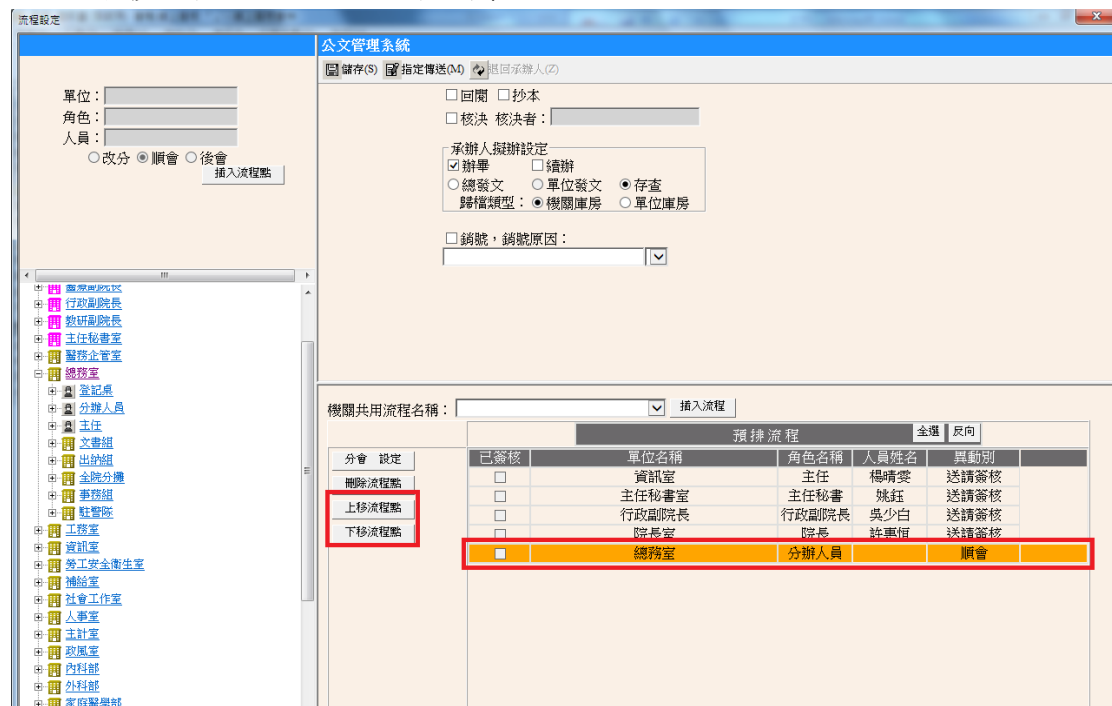 流程設定
公文管理系統
儲存(S) 指定傳送(M) 退回承辦人(Z)
單位：
角色：
人員：
改分 順會 後會
插入流程點
回閱 抄本
核決 核決者：
承辦人擬辦設定
辦畢 續辦
總發文 單位發文 存查
歸檔類型： 機關庫房 單位庫房
銷號，銷號原因：
醫療副院長
行政副院長
教研副院長
主任秘書室
醫務企管室
總務室
登記桌
分辦人員
主任
文書組
出納組
全院分攤
事務組
駐警隊
工務室
資訊室
勞工安全衛生室
補給室
社會工作室
人事室
主計室
政風室
內科部
外科部
家庭醫學部
機關共用流程名稱： 插入流程
預排流程 全選 反向
分會 設定
刪除流程點
上移流程點
下移流程點
已簽核 單位名稱 角色名稱 人員姓名 異動別
資訊室 主任 楊晴雯 送請簽核
主任秘書室 主任秘書 姚鈺 送請簽核
行政副院長 行政副院長 吳少白 送請簽核
院長室 院長 許惠恒 送請簽核
總務室 分辦人員 順會